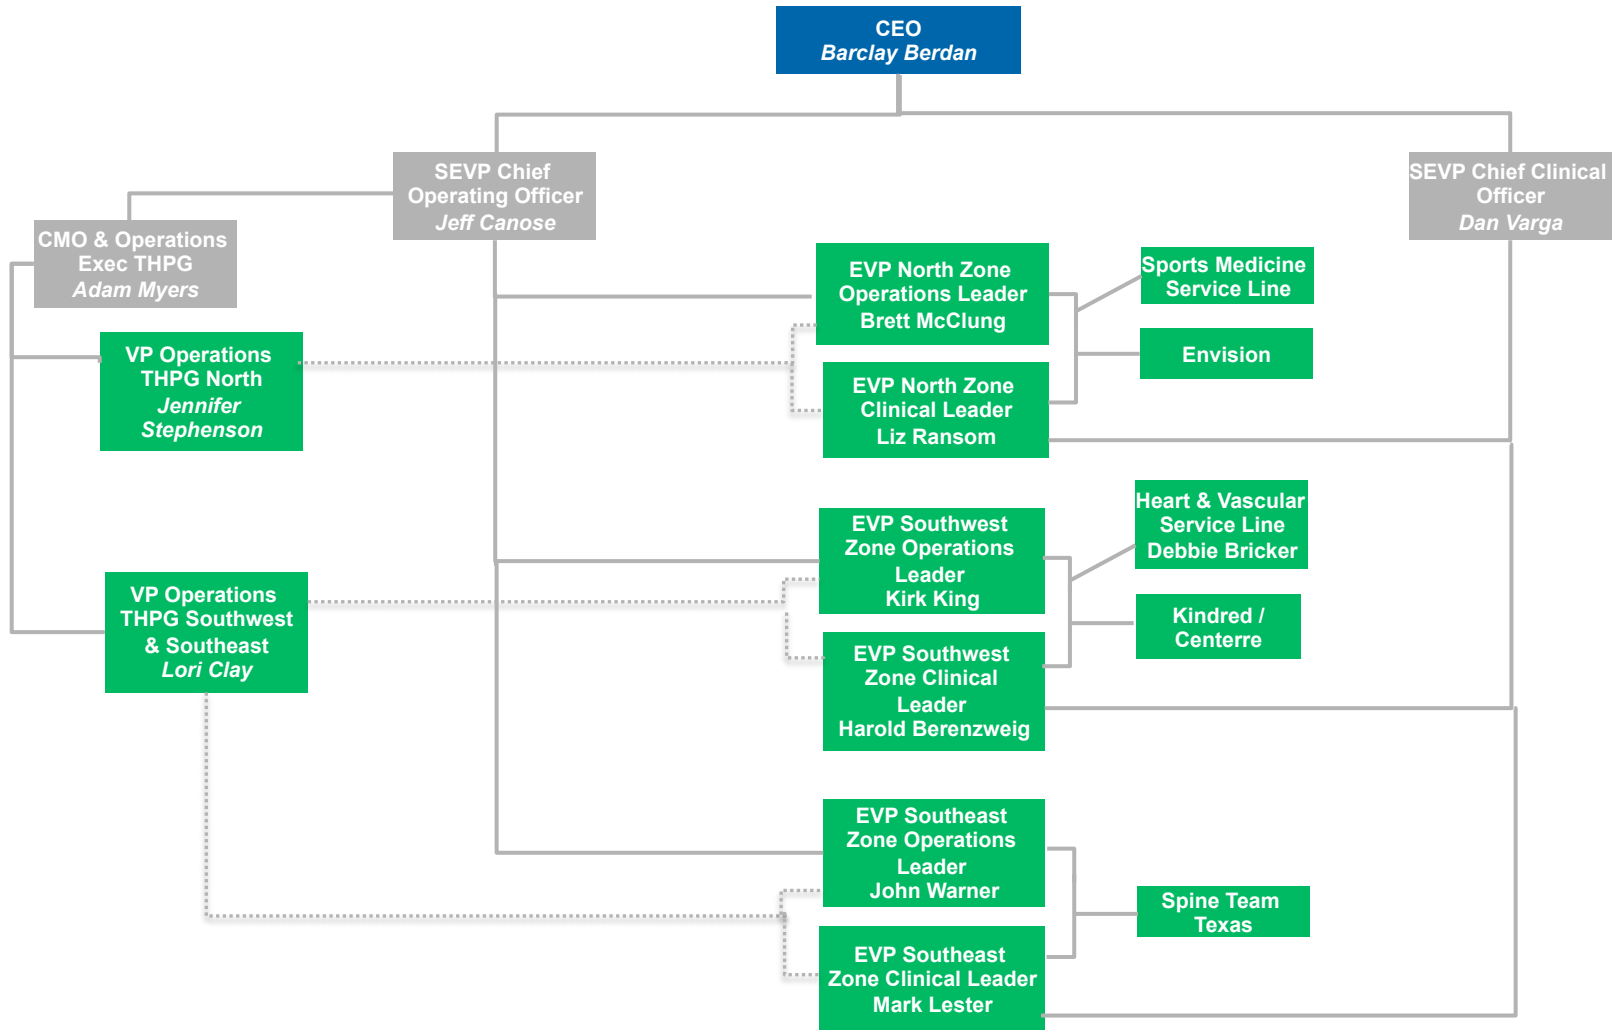 CEO
Barclay Berdan
SEVP Chief
Operating Officer
Jeff Canose
SEVP Chief Clinical
Officer
Dan Varga
CMO & Operations
Exec THPG
Adam Myers
EVP North Zone
Operations Leader
Brett McClung
Sports Medicine
Service Line
Envision
VP Operations
THPG North
Jennifer
Stephenson
EVP North Zone
Clinical Leader
Liz Ransom
Heart & Vascular
Service Line
Debbie Bricker
EVP Southwest
Zone Operations
Leader
Kirk King
VP Operations
THPG Southwest
& Southeast
Lori Clay
Kindred /
Centerre
EVP Southwest
Zone Clinical
Leader
Harold Berenzweig
EVP Southeast
Zone Operations
Leader
John Warner
Spine Team
Texas
EVP Southeast
Zone Clinical Leader
Mark Lester